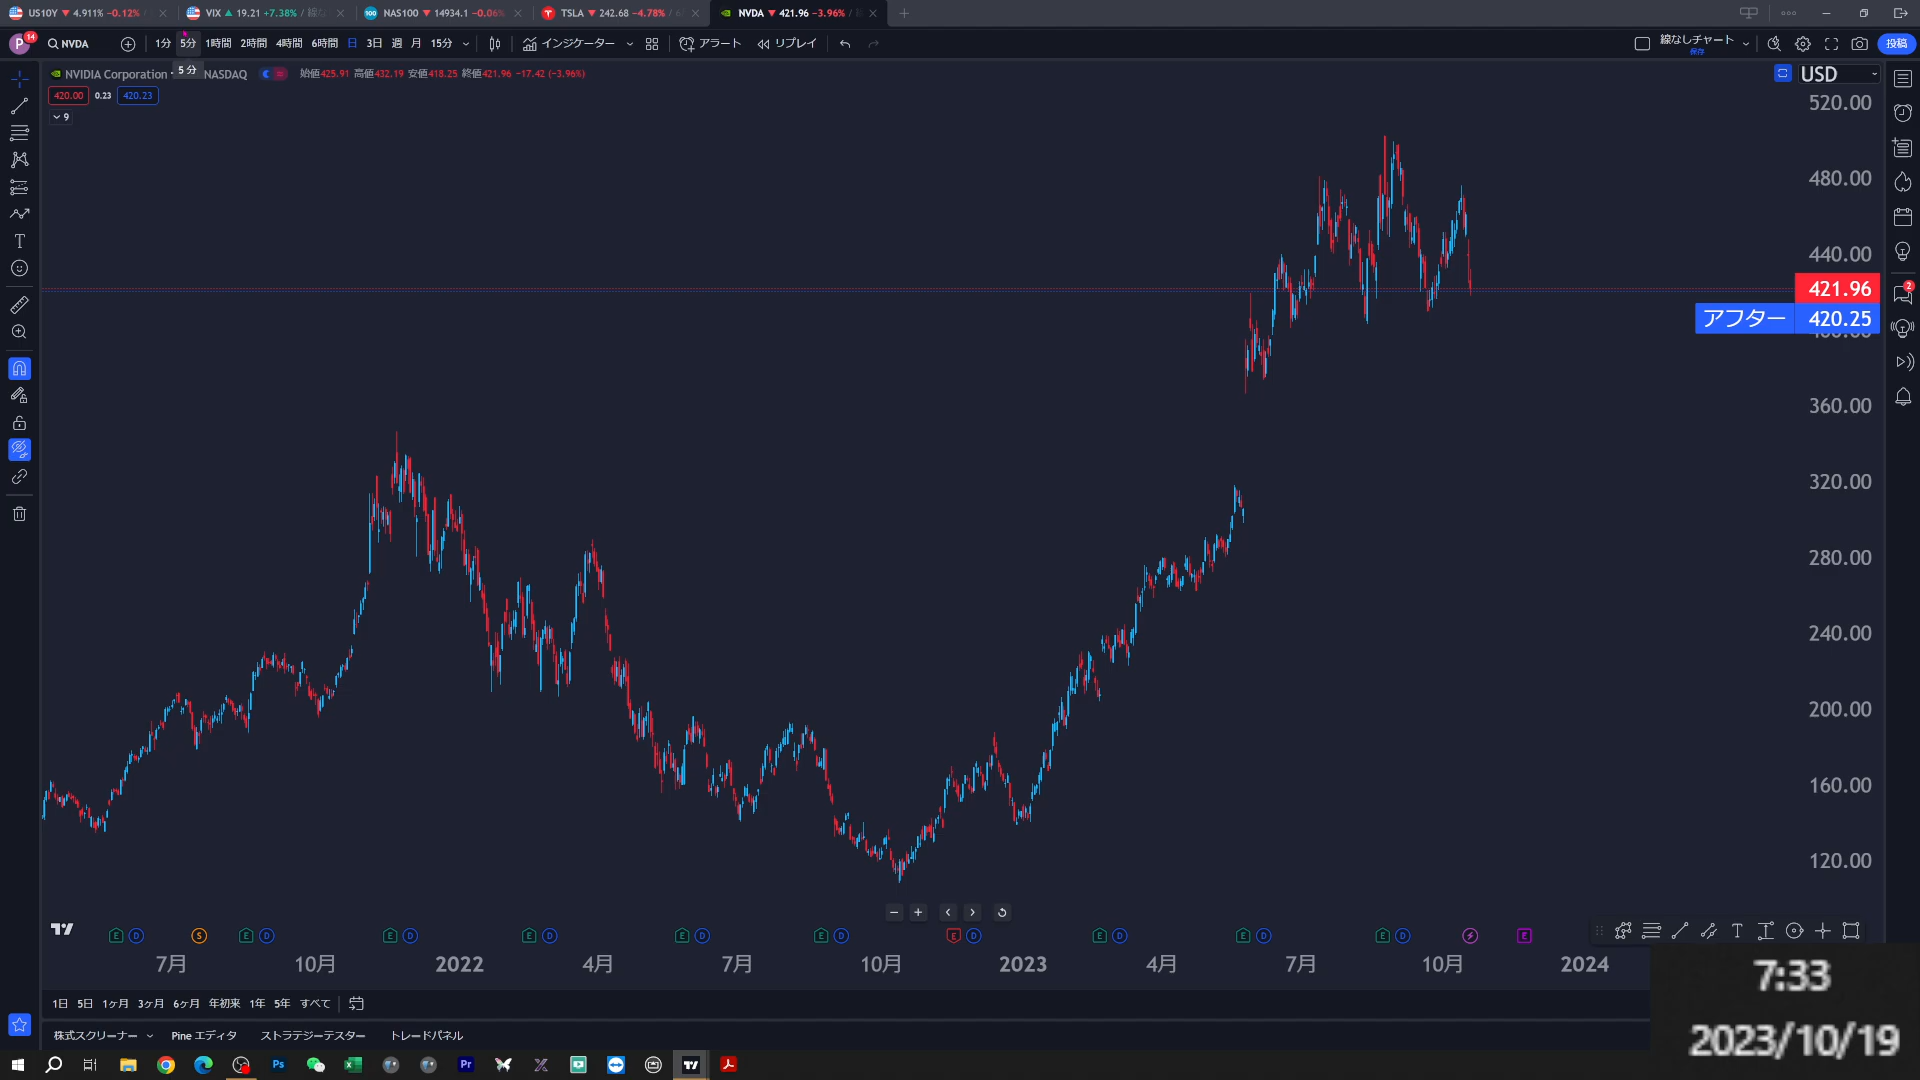 US10Y ▼ 4.911% −0.12% /
VIX ▲ 19.21 +7.38% / 線な
NAS100 ▼ 14934.1 −0.06%
TSLA ▼ 242.68 −4.78% /
NVDA ▼ 421.96 −3.96% /
P 14 NVDA 1分 5分 1時間 2時間 4時間 6時間 日 3日 週 月 15分 インジケーター アラート リプレイ 線なしチャート 保存 投稿
5 分
NVIDIA Corporation NASDAQ 始値425.91 高値432.19 安値418.25 終値421.96 −17.42 (−3.96%)
USD
420.00 0.23 420.23
9
520.00
480.00
440.00
421.96
アフター 420.25
360.00
320.00
280.00
240.00
200.00
160.00
120.00
2
E D S E D E D E D E D E D E D E D E D E D E
7月 10月 2022 4月 7月 10月 2023 4月 7月 10月 2024
1日 5日 1ヶ月 3ヶ月 6ヶ月 年初来 1年 5年 すべて
株式スクリーナー Pine エディタ ストラテジーテスター トレードパネル
7:33
2023/10/19
Ps Pr